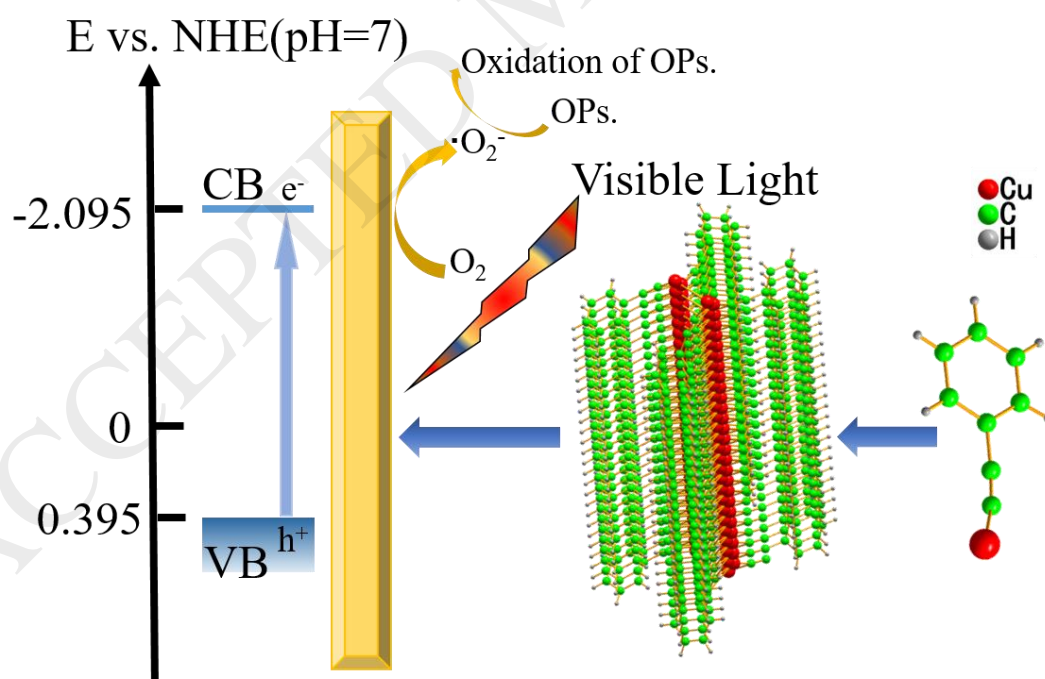 E vs. NHE(pH=7)
Oxidation of OPs.
OPs.
·O₂⁻
Visible Light
CB e⁻
-2.095
O₂
Cu
C
H
0
0.395
VB h⁺
ACCEPTED M